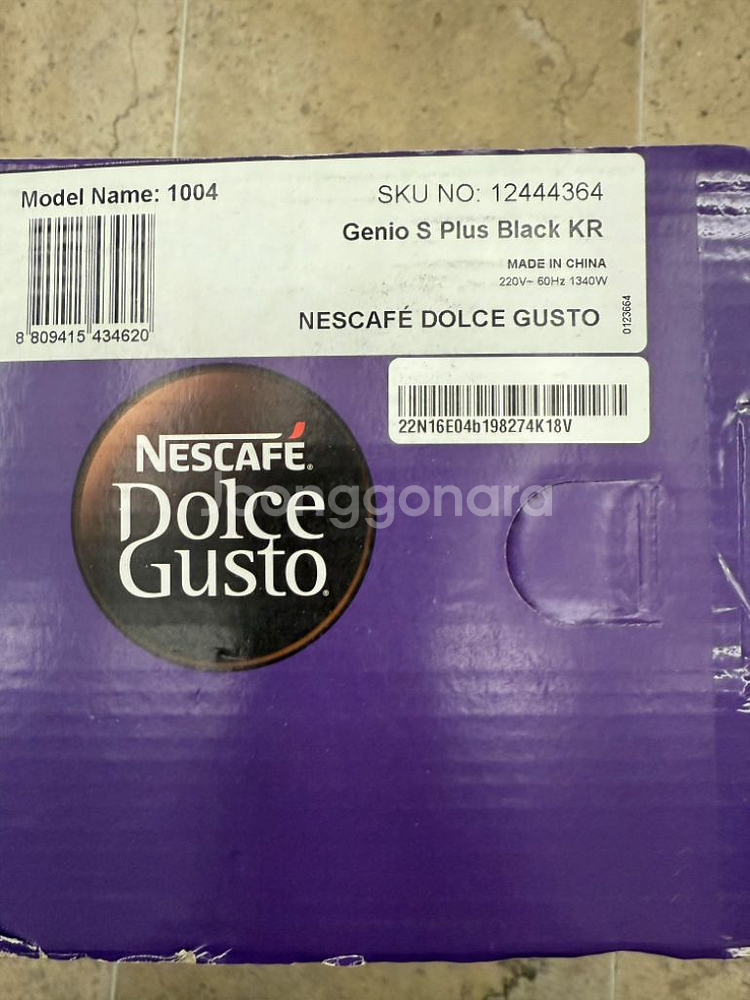 Model Name: 1004
SKU NO: 12444364
Genio S Plus Black KR
MADE IN CHINA
220V~ 60Hz 1340W
NESCAFÉ DOLCE GUSTO
0123664
8 809415 434620
22N16E04b198274K18V
NESCAFÉ®
Dolce
Gusto®
Joonggonara